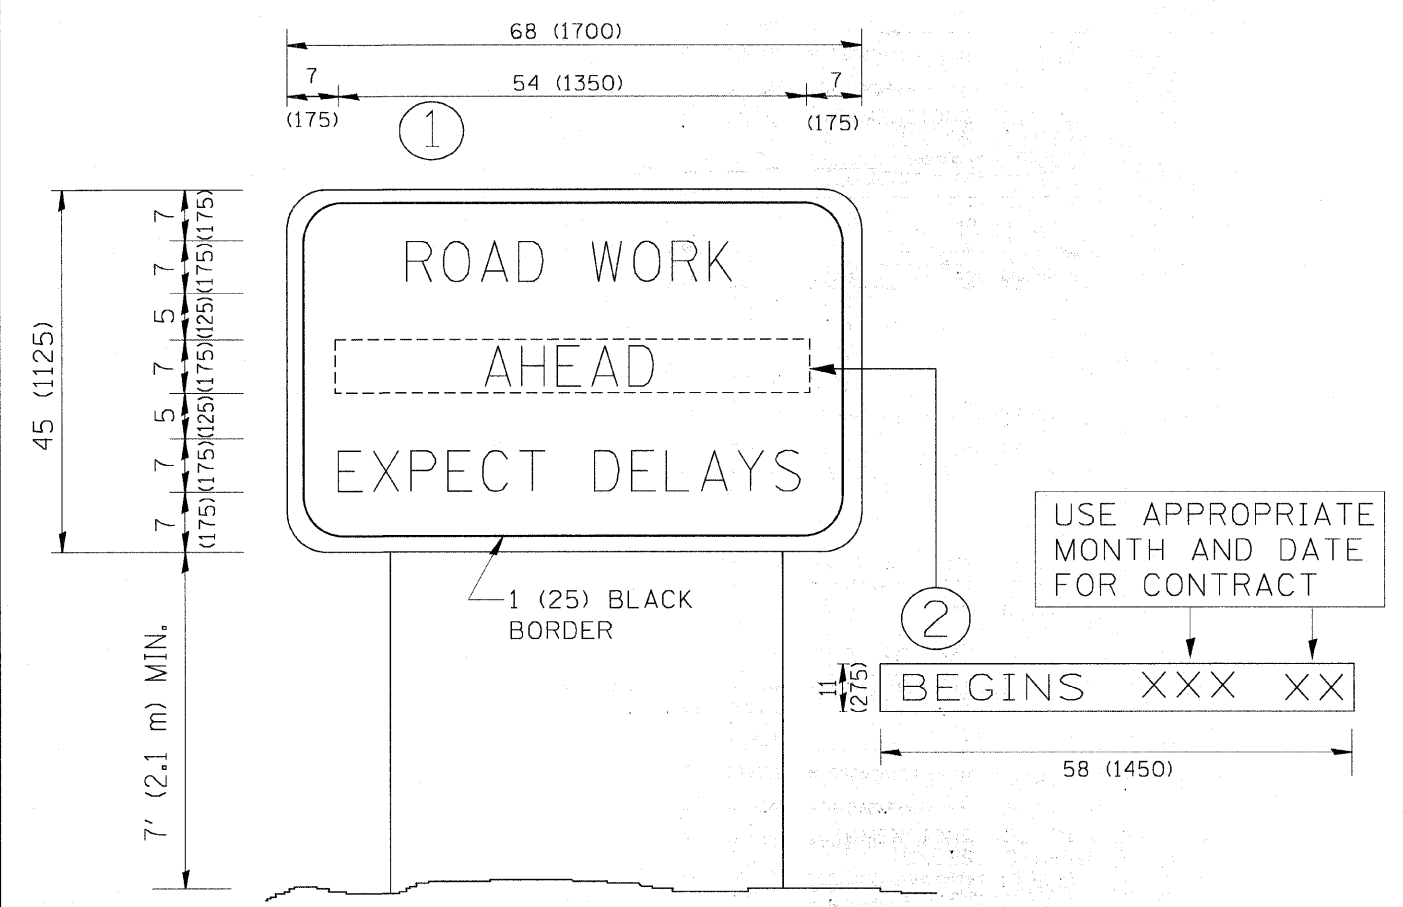 68 (1700)
7 54 (1350) 7
(175) (175)
1
45 (1125)
7 (175)
7 (175)
5 (125)
7 (175)
5 (125)
7 (175)
7 (175)
ROAD WORK
AHEAD
EXPECT DELAYS
1 (25) BLACK
BORDER
7' (2.1 m) MIN.
USE APPROPRIATE
MONTH AND DATE
FOR CONTRACT
2
11 (275)
BEGINS XXX XX
58 (1450)